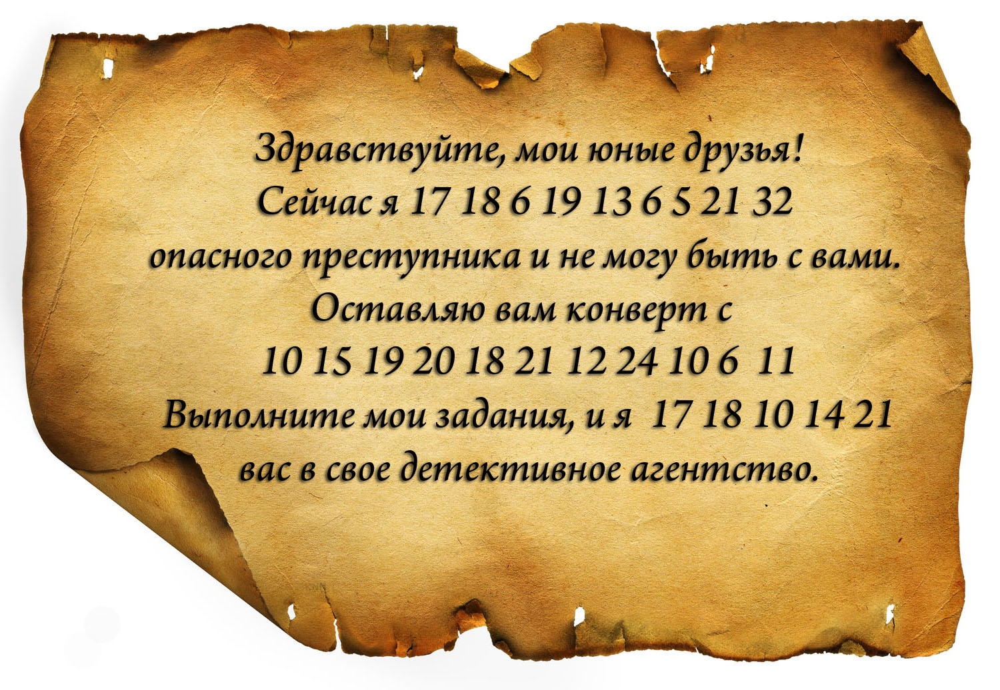 Здравствуйте, мои юные друзья!
Сейчас я 17 18 6 19 13 6 5 21 32
опасного преступника и не могу быть с вами.
Оставляю вам конверт с
10 15 19 20 18 21 12 24 10 6 11
Выполните мои задания, и я 17 18 10 14 21
вас в свое детективное агентство.